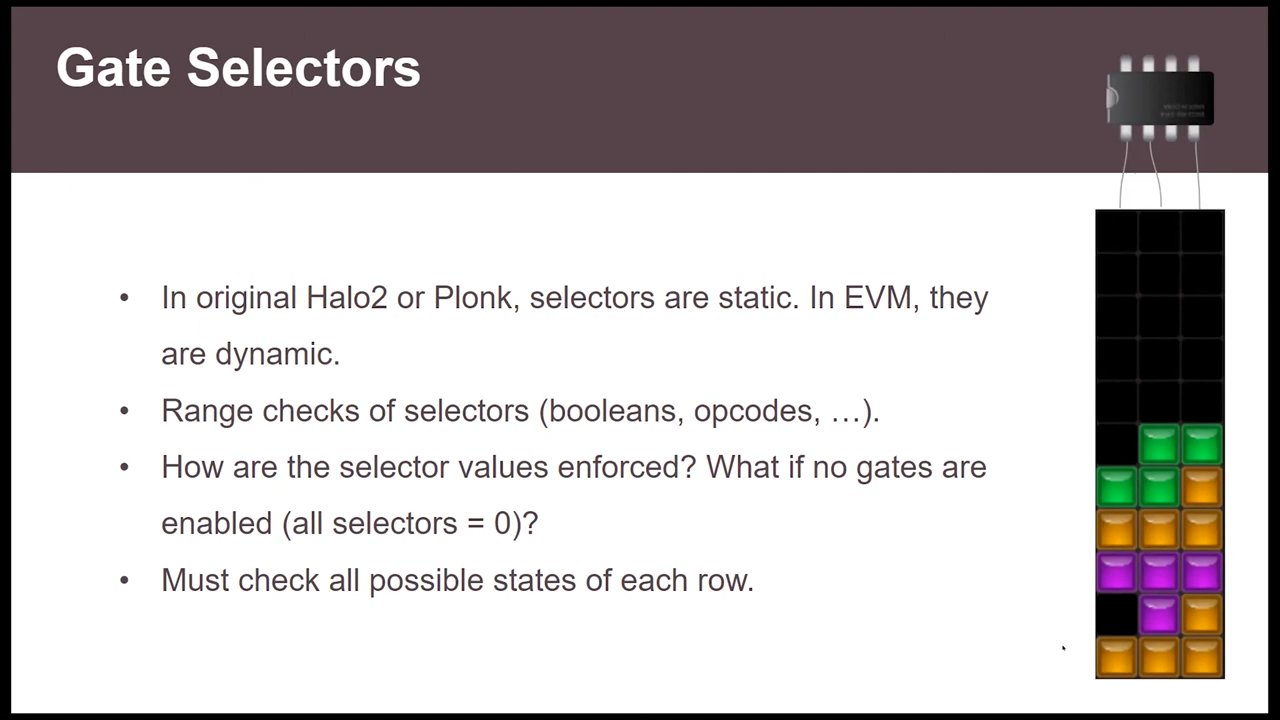 Gate Selectors
• In original Halo2 or Plonk, selectors are static. In EVM, they
are dynamic.
• Range checks of selectors (booleans, opcodes, …).
• How are the selector values enforced? What if no gates are
enabled (all selectors = 0)?
• Must check all possible states of each row.